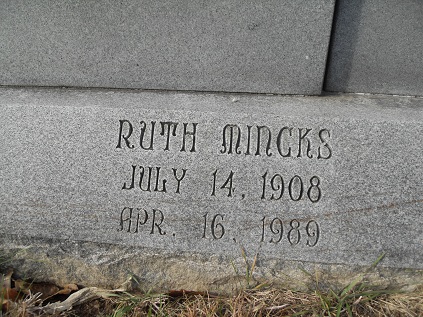 RUTH MINCKS
JULY 14, 1908
APR. 16, 1989